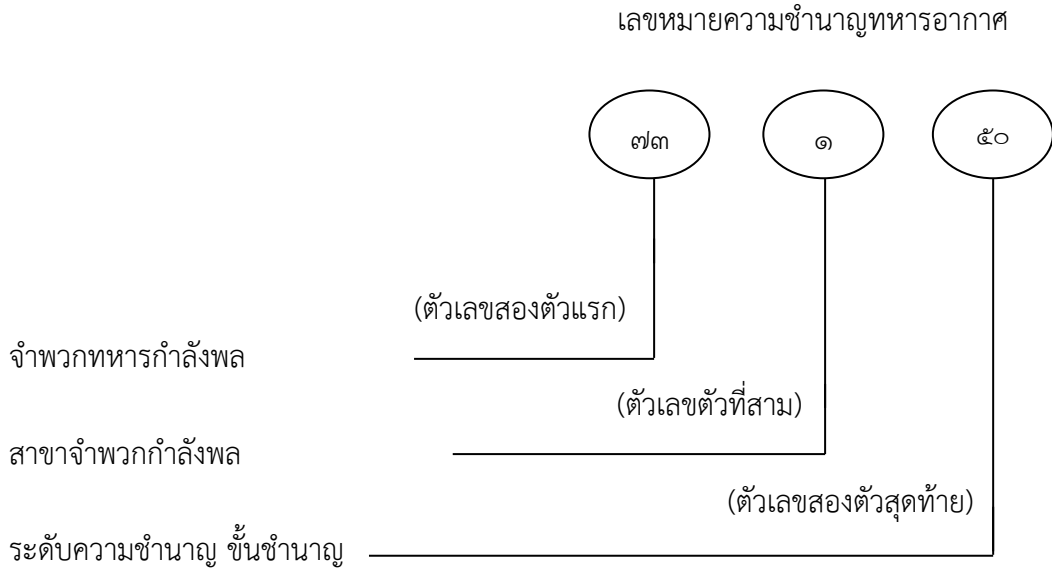 เลขหมายความชำนาญทหารอากาศ
๗๓ ๑ ๕๐
(ตัวเลขสองตัวแรก)
จำพวกทหารกำลังพล
(ตัวเลขตัวที่สาม)
สาขาจำพวกกำลังพล
(ตัวเลขสองตัวสุดท้าย)
ระดับความชำนาญ ขั้นชำนาญ